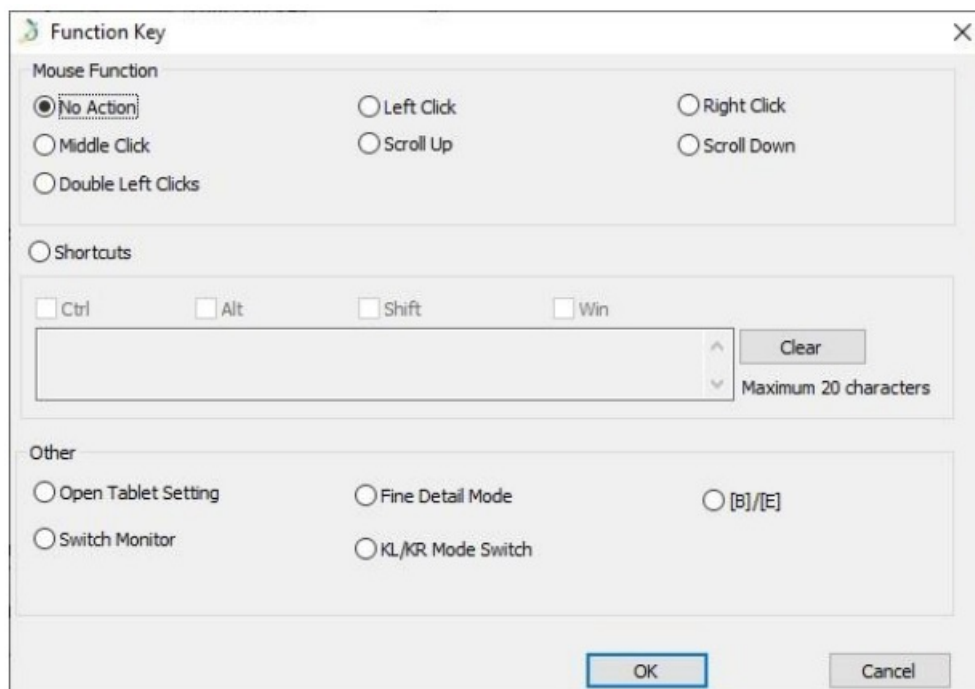 Function Key
Mouse Function
No Action Left Click Right Click
Middle Click Scroll Up Scroll Down
Double Left Clicks
Shortcuts
Ctrl Alt Shift Win
Clear
Maximum 20 characters
Other
Open Tablet Setting Fine Detail Mode [B]/[E]
Switch Monitor KL/KR Mode Switch
OK Cancel